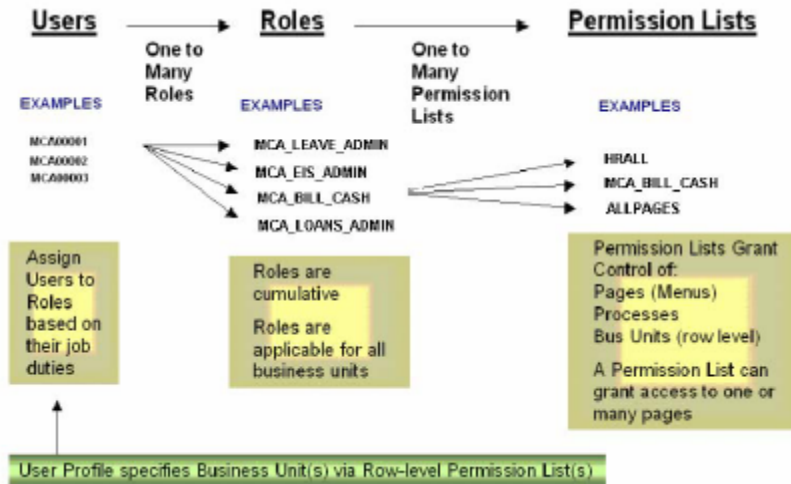 Users
Roles
Permission Lists
One to
Many
Roles
One to
Many
Permission
Lists
EXAMPLES
EXAMPLES
EXAMPLES
MCA00001
MCA00002
MCA00003
MCA_LEAVE_ADMIN
MCA_EIS_ADMIN
MCA_BILL_CASH
MCA_LOANS_ADMIN
HRALL
MCA_BILL_CASH
ALLPAGES
Assign
Users to
Roles
based on
their job
duties
Roles are
cumulative
Roles are
applicable for all
business units
Permission Lists Grant
Control of:
Pages (Menus)
Processes
Bus Units (row level)
A Permission List can
grant access to one or
many pages
User Profile specifies Business Unit(s) via Row-level Permission List(s)